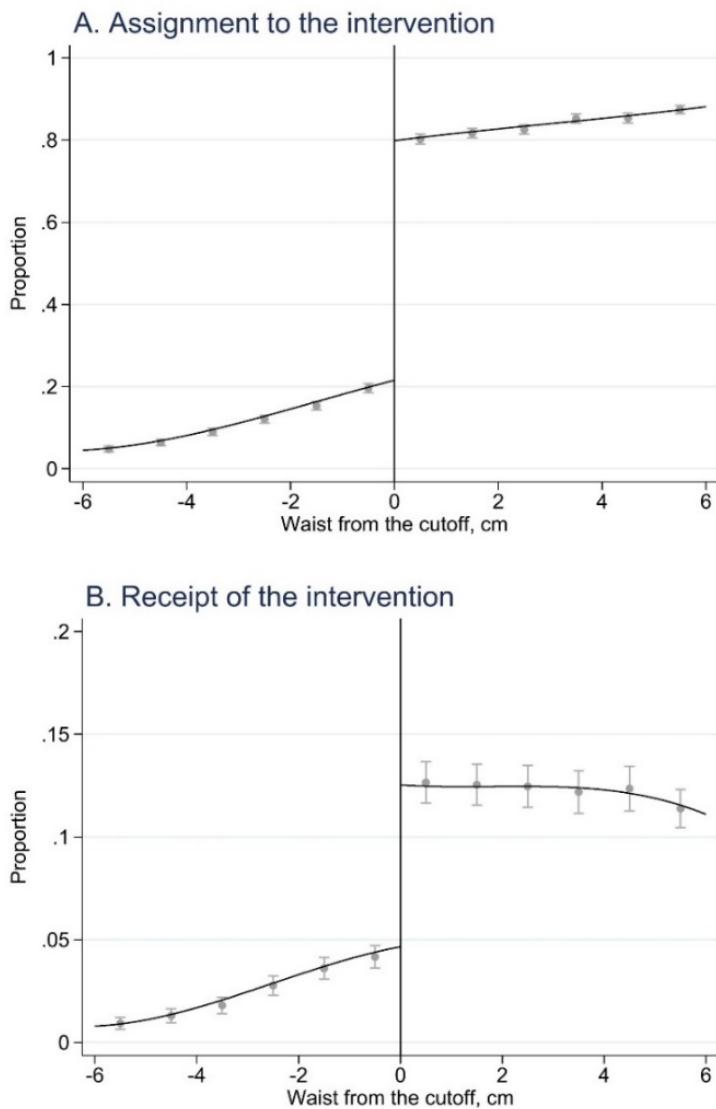 A. Assignment to the intervention
1
.8
.6
.4
.2
0
Proportion
-6 -4 -2 0 2 4 6
Waist from the cutoff, cm
B. Receipt of the intervention
.2
.15
.1
.05
0
Proportion
-6 -4 -2 0 2 4 6
Waist from the cutoff, cm